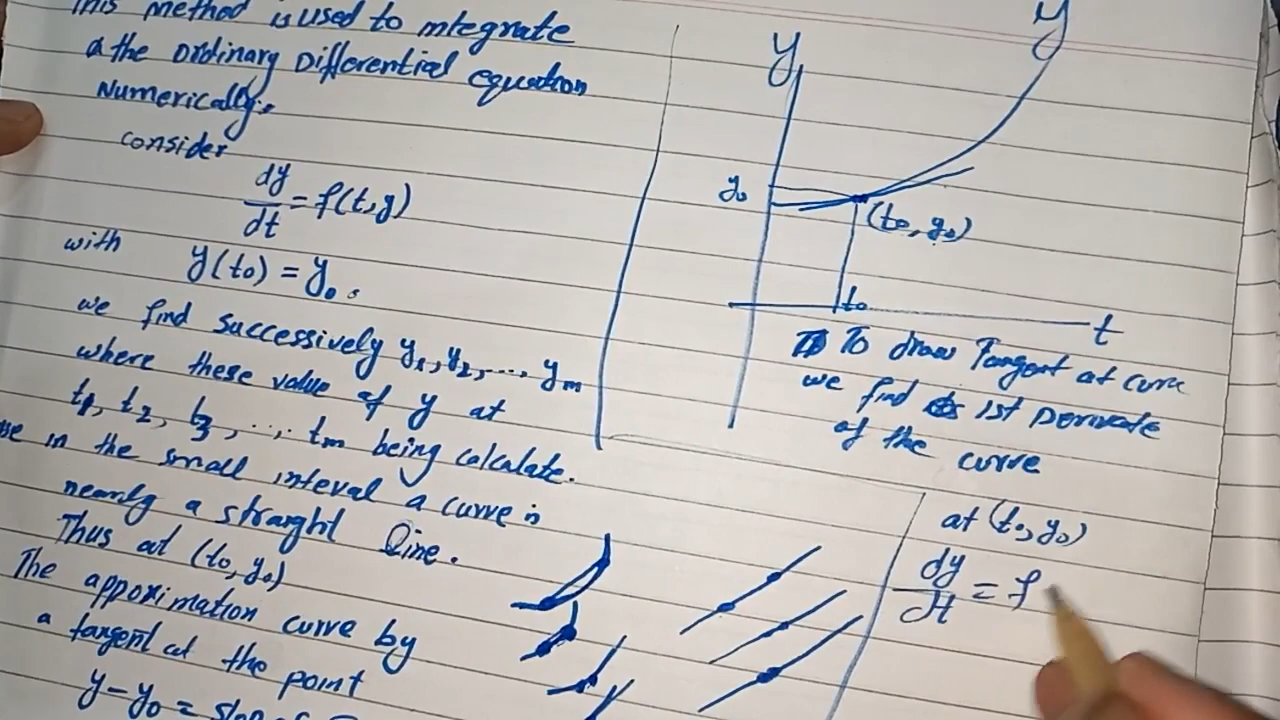 This method is used to integrate
the ordinary Differential equation
Numerically.
consider
dy/dt = f(t,y)
with y(t₀) = y₀.
we find successively y₁, y₂, ..., yₘ
where these value of y at
t₁, t₂, t₃, ..., tₘ being calculate.
in the small interval a curve is
nearly a straight line.
Thus at (t₀, y₀)
The appoximation curve by
a tangent at the point
y-y₀ =
y
y
y₀
(t₀, y₀)
t₀
t
To draw Tangent at curve
we find 1st Derivate
of the curve
at (t₀, y₀)
dy/dt = f